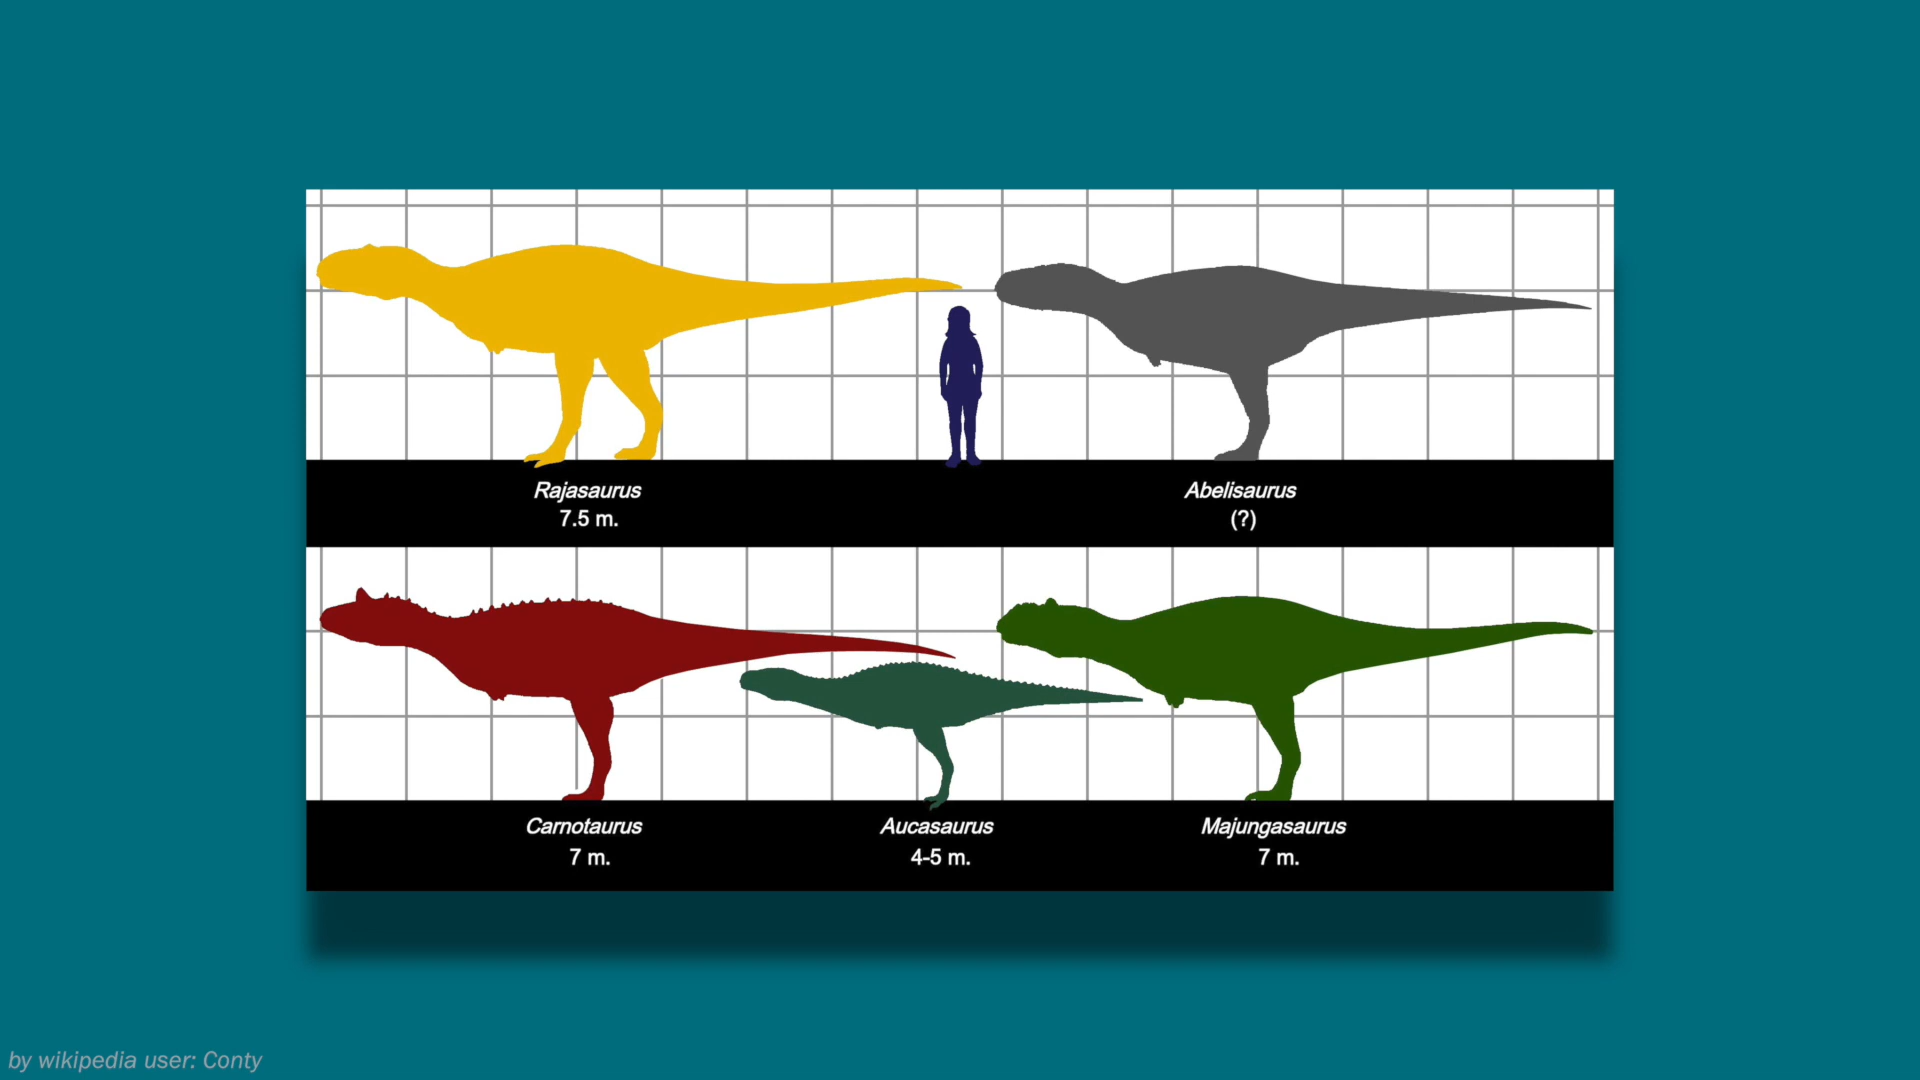 Rajasaurus
7.5 m.
Abelisaurus
(?)
Carnotaurus
7 m.
Aucasaurus
4-5 m.
Majungasaurus
7 m.
by wikipedia user: Conty